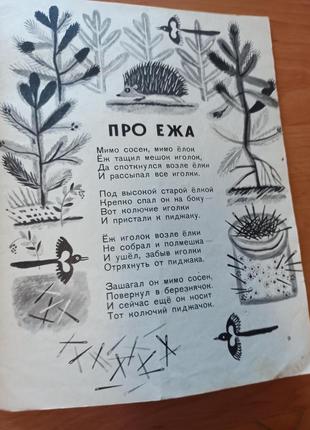 ПРО ЕЖА
Мимо сосен, мимо ёлок
Ёж тащил мешок иголок,
Да споткнулся возле ёлки
И рассыпал все иголки.
Под высокой старой ёлкой
Крепко спал он на боку —
Вот колючие иголки
И пристали к пиджаку.
Ёж иголок возле ёлки
Не собрал и полмешка —
И ушёл, забыв иголки
Отряхнуть от пиджака.
Зашагал он мимо сосен,
Повернул в березнячок.
И сейчас ещё он носит
Тот колючий пиджачок.